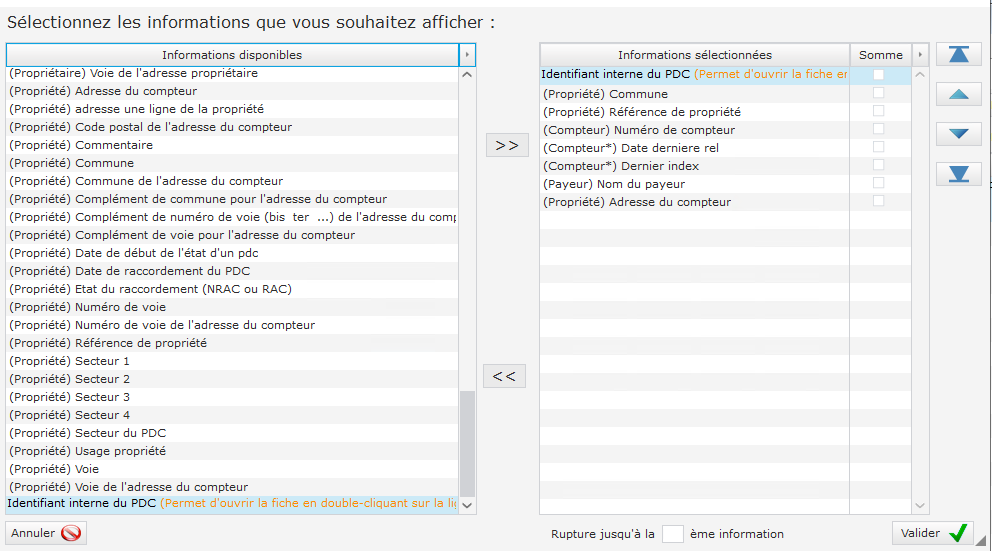 Sélectionnez les informations que vous souhaitez afficher :
Informations disponibles
(Propriétaire) Voie de l'adresse propriétaire
(Propriété) Adresse du compteur
(Propriété) adresse une ligne de la propriété
(Propriété) Code postal de l'adresse du compteur
(Propriété) Commentaire
(Propriété) Commune
(Propriété) Commune de l'adresse du compteur
(Propriété) Complément de commune pour l'adresse du compteur
(Propriété) Complément de numéro de voie (bis ter ...) de l'adresse du comp
(Propriété) Complément de voie pour l'adresse du compteur
(Propriété) Date de début de l'état d'un pdc
(Propriété) Date de raccordement du PDC
(Propriété) Etat du raccordement (NRAC ou RAC)
(Propriété) Numéro de voie
(Propriété) Numéro de voie de l'adresse du compteur
(Propriété) Référence de propriété
(Propriété) Secteur 1
(Propriété) Secteur 2
(Propriété) Secteur 3
(Propriété) Secteur 4
(Propriété) Secteur du PDC
(Propriété) Usage propriété
(Propriété) Voie
(Propriété) Voie de l'adresse du compteur
Identifiant interne du PDC (Permet d'ouvrir la fiche en double-cliquant sur la lig
>>
<<
Informations sélectionnées
Somme
Identifiant interne du PDC (Permet d'ouvrir la fiche en
(Propriété) Commune
(Propriété) Référence de propriété
(Compteur) Numéro de compteur
(Compteur*) Date derniere rel
(Compteur*) Dernier index
(Payeur) Nom du payeur
(Propriété) Adresse du compteur
Annuler
Rupture jusqu'à la ème information
Valider